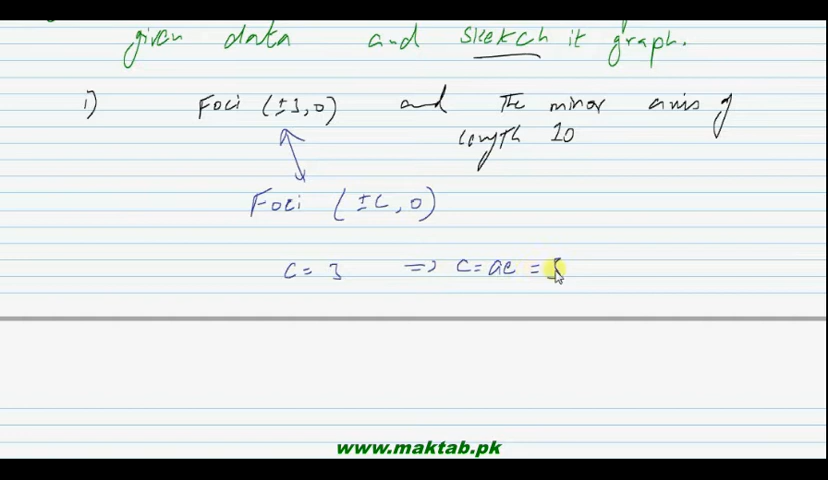 given data and sketch it graph.
i) Foci (±3,0) and The minor axis of
length 10
Foci (±c, 0)
c = 3 => c = ae = 3
www.maktab.pk